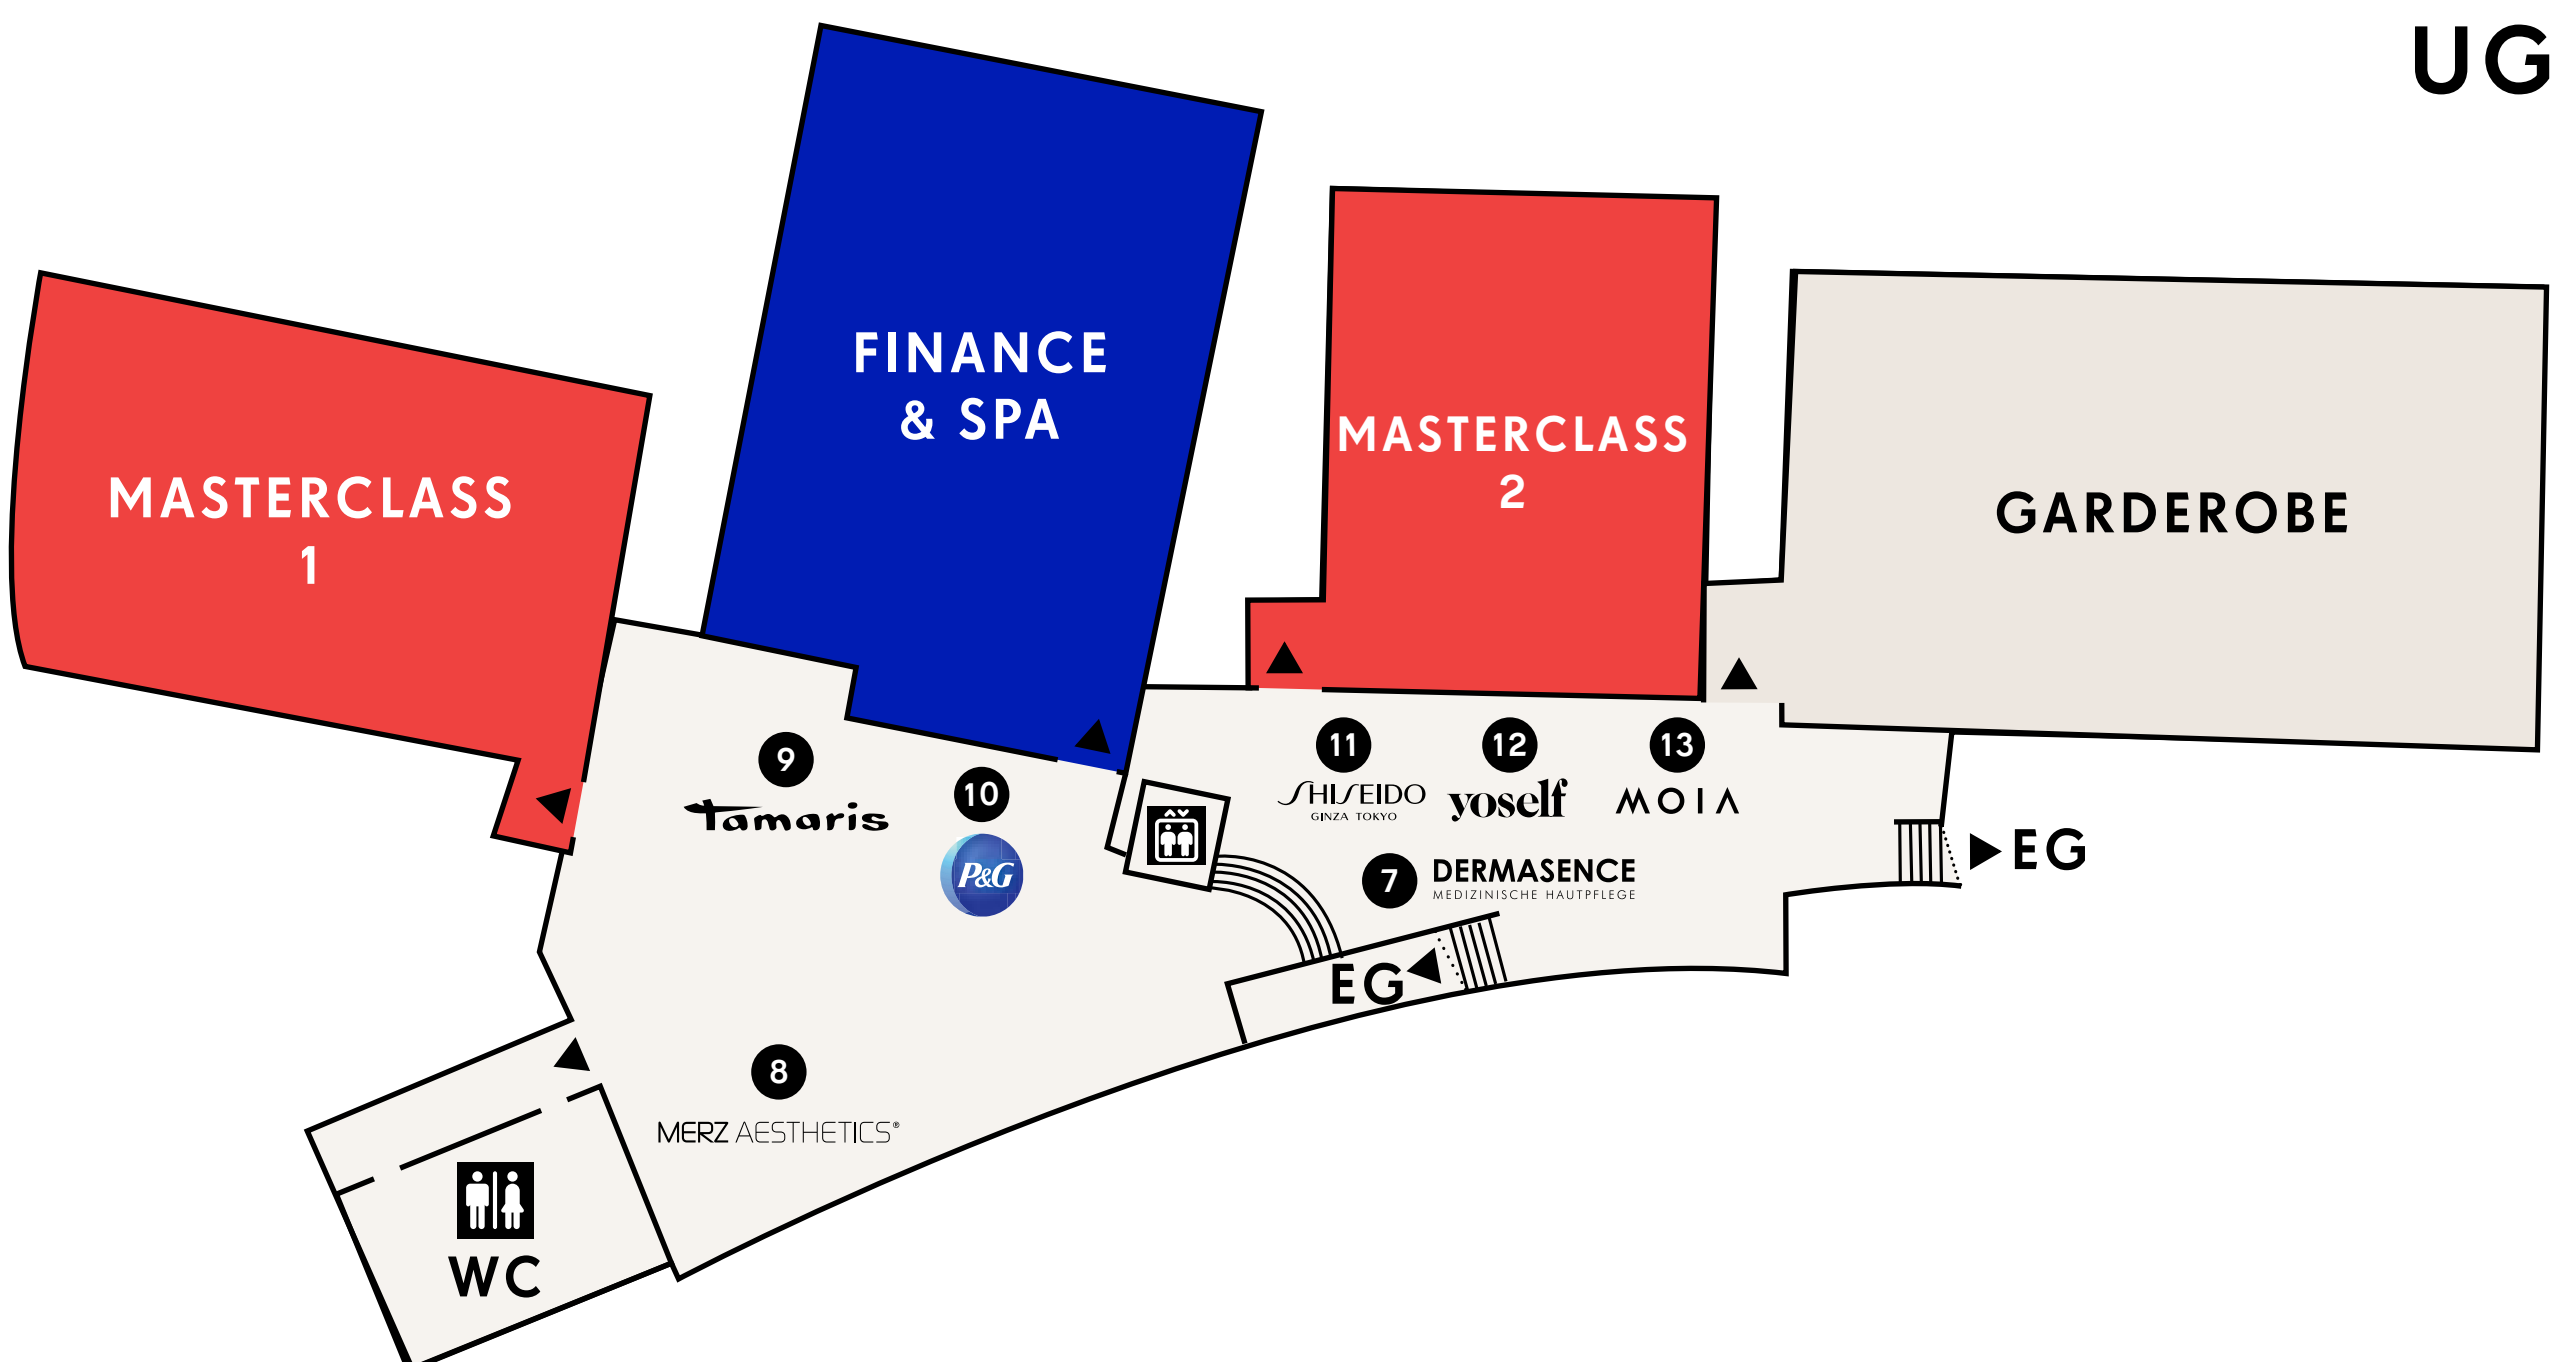 UG
FINANCE
& SPA
MASTERCLASS
2
MASTERCLASS
1
GARDEROBE
9
tamaris
10
P&G
11
SHISEIDO
GINZA TOKYO
12
yoself
13
MOIA
7
DERMASENCE
MEDIZINISCHE HAUTPFLEGE
EG
EG
8
MERZ AESTHETICS®
WC